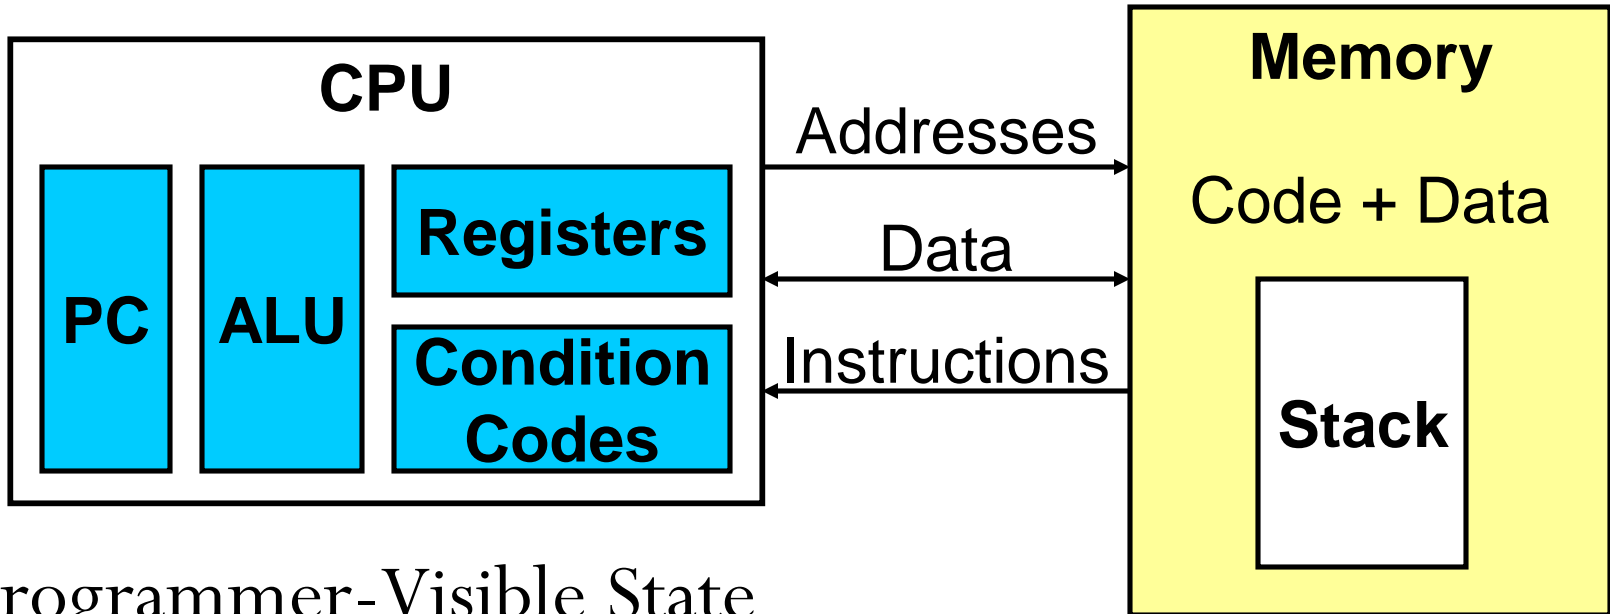 CPU
PC
ALU
Registers
Condition
Codes
Addresses
Data
Instructions
Memory
Code + Data
Stack
rogrammer-Visible State